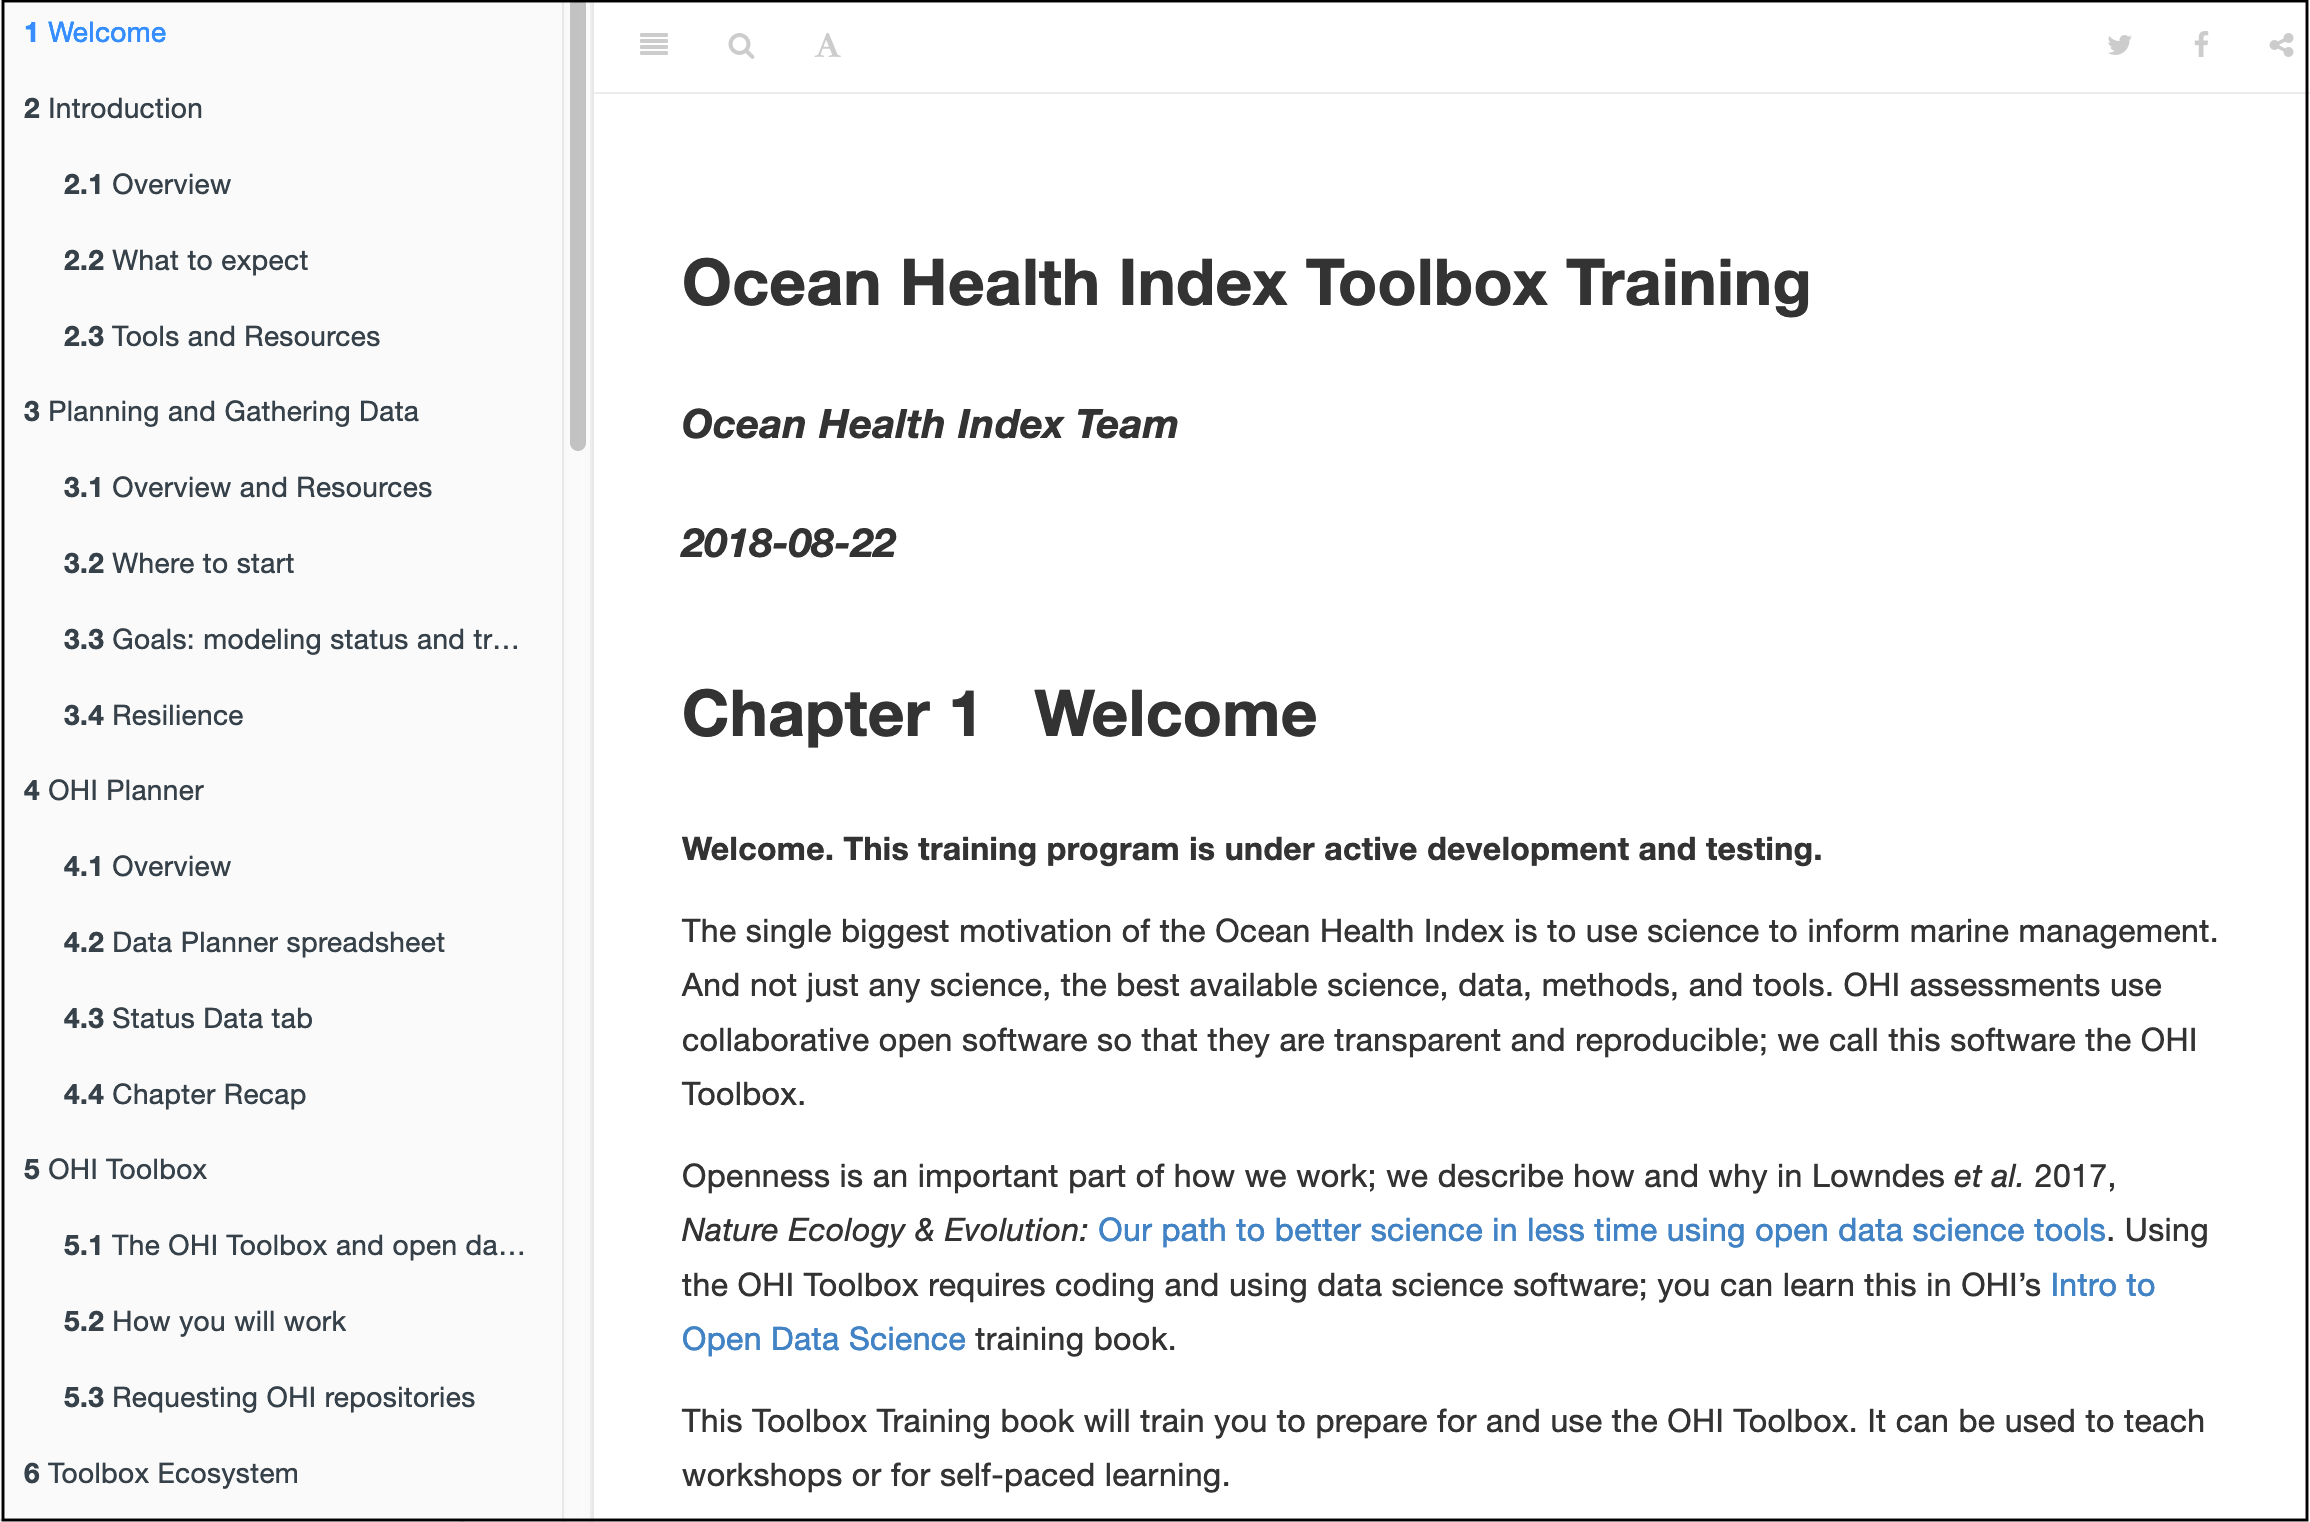 1 Welcome
2 Introduction
2.1 Overview
2.2 What to expect
2.3 Tools and Resources
3 Planning and Gathering Data
3.1 Overview and Resources
3.2 Where to start
3.3 Goals: modeling status and tr...
3.4 Resilience
4 OHI Planner
4.1 Overview
4.2 Data Planner spreadsheet
4.3 Status Data tab
4.4 Chapter Recap
5 OHI Toolbox
5.1 The OHI Toolbox and open da...
5.2 How you will work
5.3 Requesting OHI repositories
6 Toolbox Ecosystem
A
Ocean Health Index Toolbox Training
Ocean Health Index Team
2018-08-22
Chapter 1 Welcome
Welcome. This training program is under active development and testing.
The single biggest motivation of the Ocean Health Index is to use science to inform marine management.
And not just any science, the best available science, data, methods, and tools. OHI assessments use
collaborative open software so that they are transparent and reproducible; we call this software the OHI
Toolbox.
Openness is an important part of how we work; we describe how and why in Lowndes et al. 2017,
Nature Ecology & Evolution: Our path to better science in less time using open data science tools. Using
the OHI Toolbox requires coding and using data science software; you can learn this in OHI’s Intro to
Open Data Science training book.
This Toolbox Training book will train you to prepare for and use the OHI Toolbox. It can be used to teach
workshops or for self-paced learning.